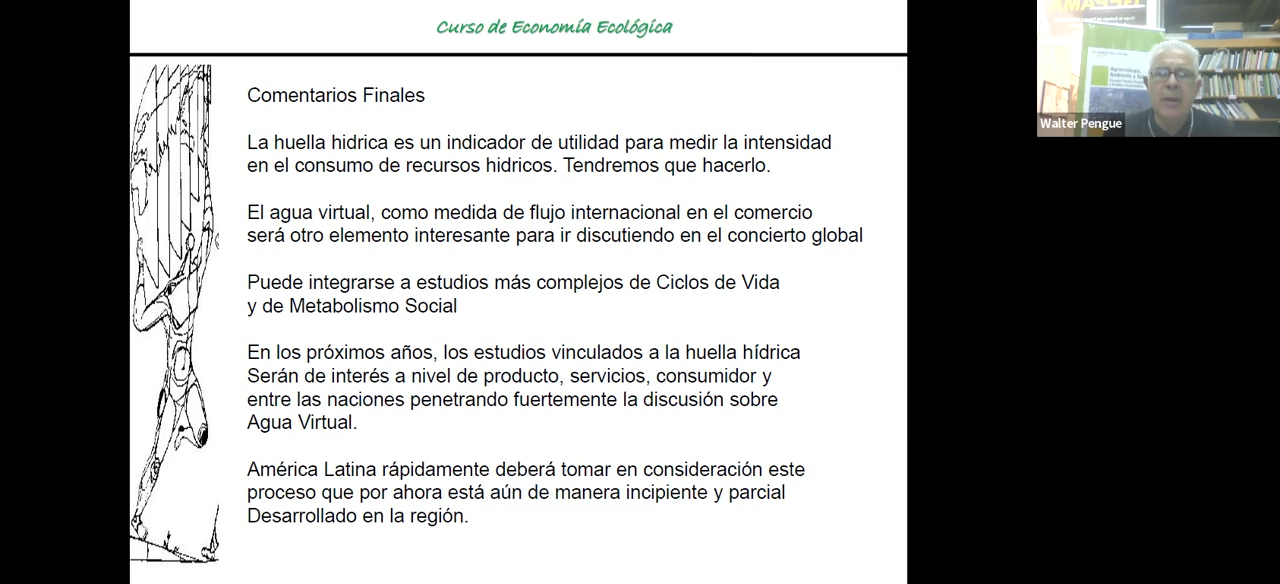 Curso de Economía Ecológica
Comentarios Finales
La huella hidrica es un indicador de utilidad para medir la intensidad
en el consumo de recursos hidricos. Tendremos que hacerlo.
El agua virtual, como medida de flujo internacional en el comercio
será otro elemento interesante para ir discutiendo en el concierto global
Puede integrarse a estudios más complejos de Ciclos de Vida
y de Metabolismo Social
En los próximos años, los estudios vinculados a la huella hídrica
Serán de interés a nivel de producto, servicios, consumidor y
entre las naciones penetrando fuertemente la discusión sobre
Agua Virtual.
América Latina rápidamente deberá tomar en consideración este
proceso que por ahora está aún de manera incipiente y parcial
Desarrollado en la región.
Agroecología,
Ambiente y
Walter Pengue